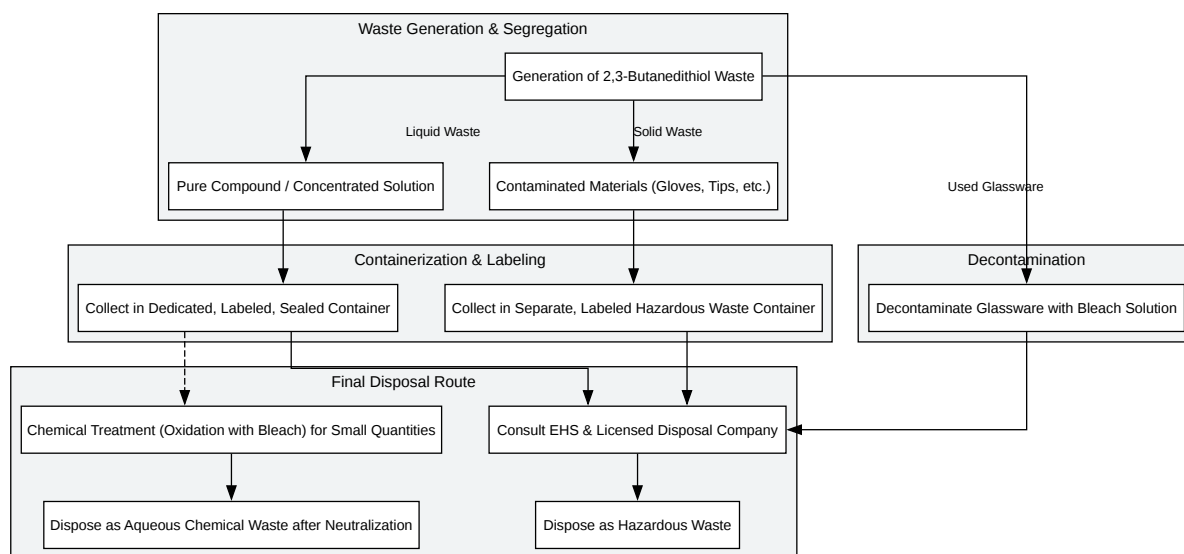 Waste Generation & Segregation
Generation of 2,3-Butanedithiol Waste
Liquid Waste
Solid Waste
Pure Compound / Concentrated Solution
Contaminated Materials (Gloves, Tips, etc.)
Used Glassware
Containerization & Labeling
Decontamination
Collect in Dedicated, Labeled, Sealed Container
Collect in Separate, Labeled Hazardous Waste Container
Decontaminate Glassware with Bleach Solution
Final Disposal Route
Chemical Treatment (Oxidation with Bleach) for Small Quantities
Consult EHS & Licensed Disposal Company
Dispose as Aqueous Chemical Waste after Neutralization
Dispose as Hazardous Waste